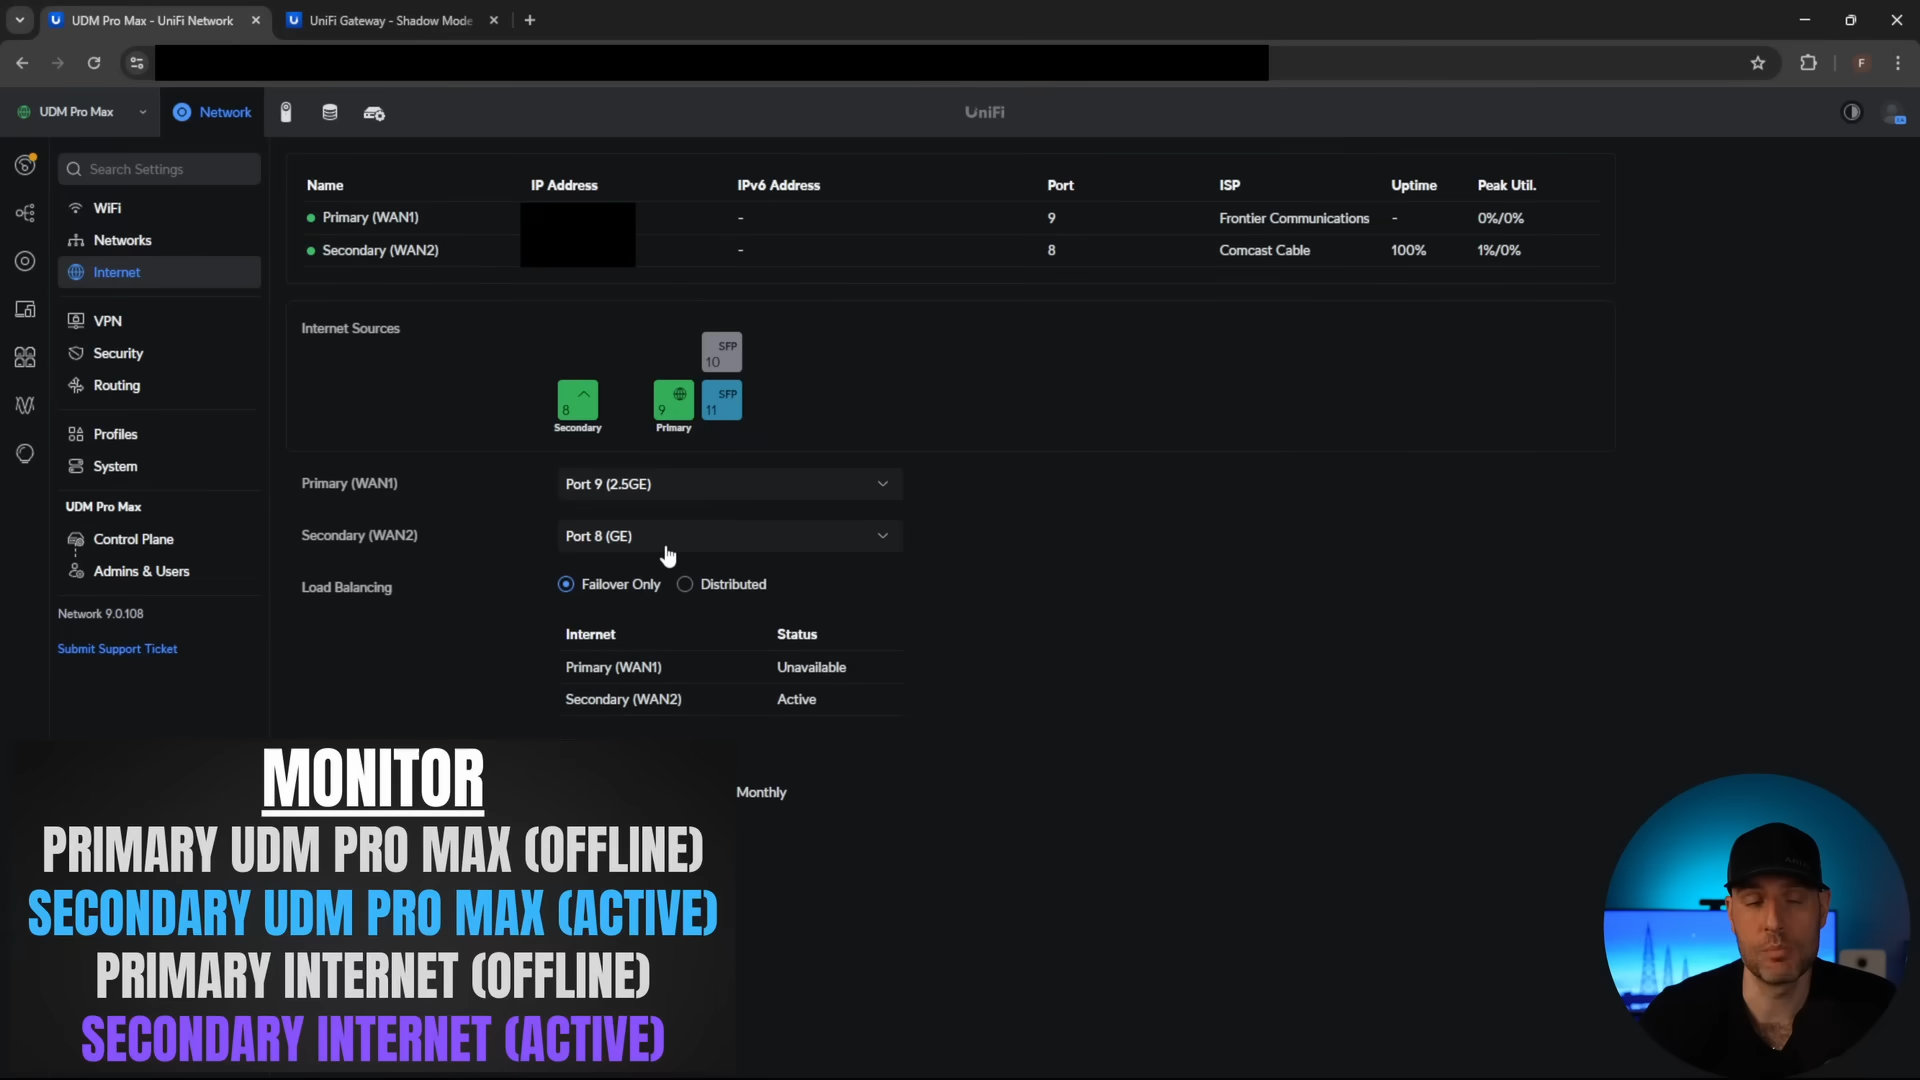 UDM Pro Max - UniFi Network
UniFi Gateway - Shadow Mode
F
UDM Pro Max
Network
UniFi
Search Settings
WiFi
Networks
Internet
VPN
Security
Routing
Profiles
System
UDM Pro Max
Control Plane
Admins & Users
Network 9.0.108
Submit Support Ticket
Name IP Address IPv6 Address Port ISP Uptime Peak Util.
Primary (WAN1) - 9 Frontier Communications - 0%/0%
Secondary (WAN2) - 8 Comcast Cable 100% 1%/0%
Internet Sources
SFP
10
8
9
SFP
11
Secondary
Primary
Primary (WAN1) Port 9 (2.5GE)
Secondary (WAN2) Port 8 (GE)
Load Balancing Failover Only Distributed
Internet Status
Primary (WAN1) Unavailable
Secondary (WAN2) Active
Monthly
MONITOR
PRIMARY UDM PRO MAX (OFFLINE)
SECONDARY UDM PRO MAX (ACTIVE)
PRIMARY INTERNET (OFFLINE)
SECONDARY INTERNET (ACTIVE)